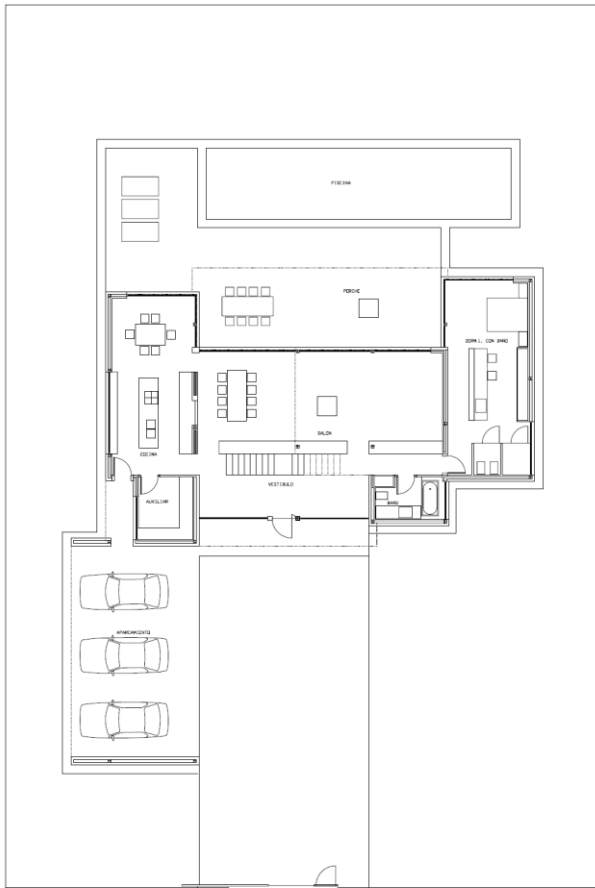 PISCINA
PORCHE
DORM.1, CON BAÑO
SALON
COCINA
VESTIBULO
AUXILIAR
BAÑO
APARCAMIENTO